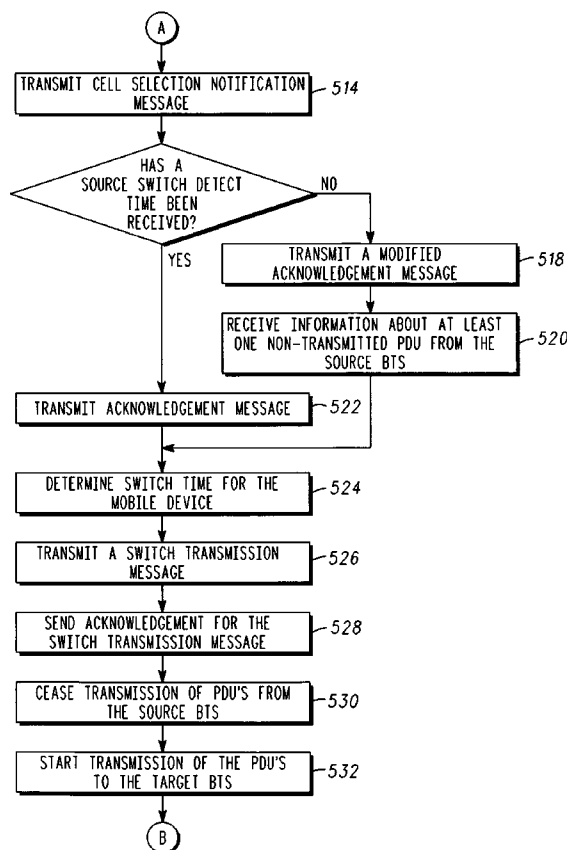 A
TRANSMIT CELL SELECTION NOTIFICATION
MESSAGE
514
HAS A
SOURCE SWITCH DETECT
TIME BEEN
RECEIVED?
NO
YES
TRANSMIT A MODIFIED
ACKNOWLEDGEMENT MESSAGE
518
RECEIVE INFORMATION ABOUT AT LEAST
ONE NON-TRANSMITTED PDU FROM THE
SOURCE BTS
520
TRANSMIT ACKNOWLEDGEMENT MESSAGE
522
DETERMINE SWITCH TIME FOR THE
MOBILE DEVICE
524
TRANSMIT A SWITCH TRANSMISSION
MESSAGE
526
SEND ACKNOWLEDGEMENT FOR THE
SWITCH TRANSMISSION MESSAGE
528
CEASE TRANSMISSION OF PDU'S FROM
THE SOURCE BTS
530
START TRANSMISSION OF THE PDU'S
TO THE TARGET BTS
532
B